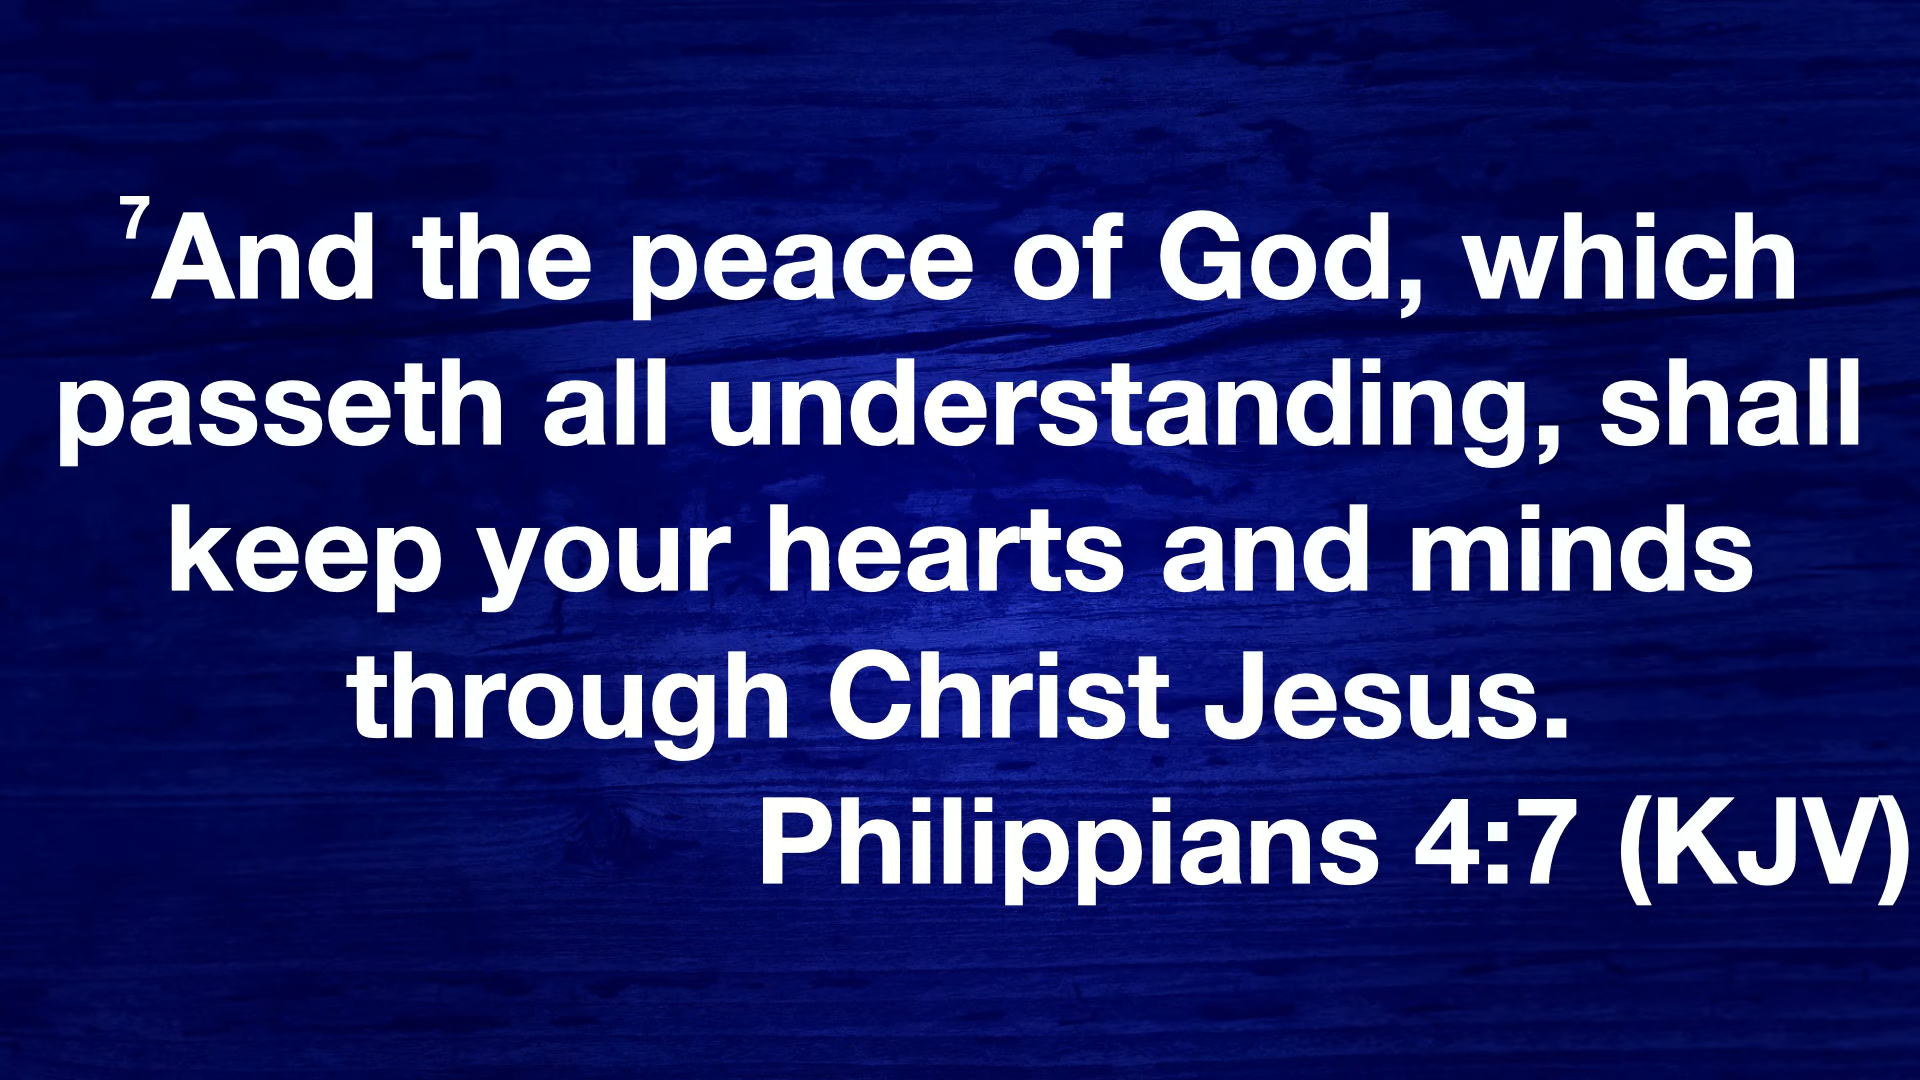 7And the peace of God, which
passeth all understanding, shall
keep your hearts and minds
through Christ Jesus.
Philippians 4:7 (KJV)